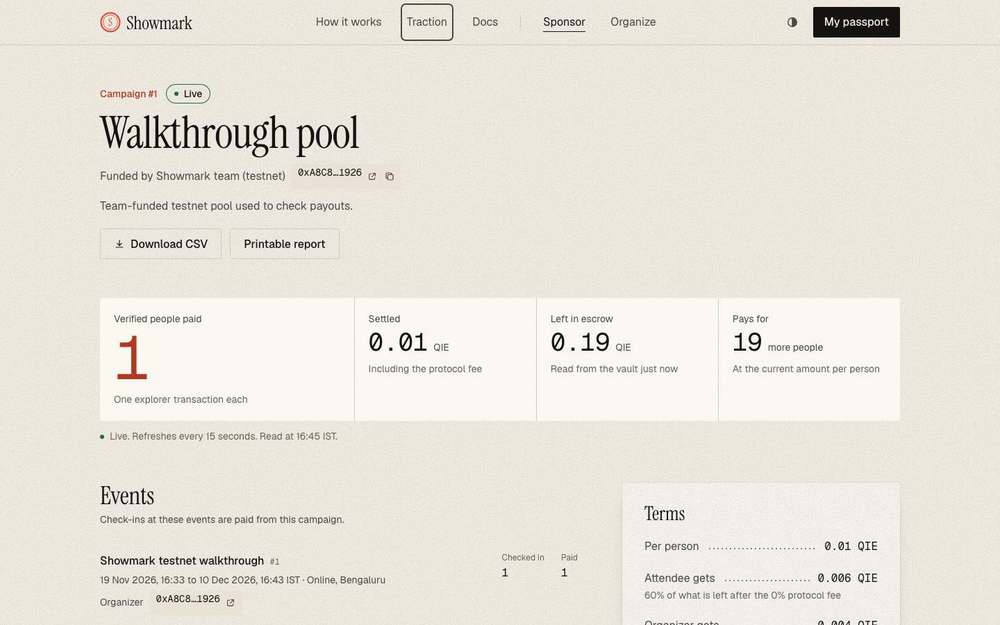 S Showmark How it works Traction Docs Sponsor Organize My passport
Campaign #1 Live
Walkthrough pool
Funded by Showmark team (testnet) 0xA8C8…1926
Team-funded testnet pool used to check payouts.
Download CSV Printable report
Verified people paid
1
One explorer transaction each
Settled
0.01 QIE
Including the protocol fee
Left in escrow
0.19 QIE
Read from the vault just now
Pays for
19 more people
At the current amount per person
Live. Refreshes every 15 seconds. Read at 16:45 IST.
Events
Check-ins at these events are paid from this campaign.
Showmark testnet walkthrough #1
19 Nov 2026, 16:33 to 10 Dec 2026, 16:43 IST · Online, Bengaluru
Organizer 0xA8C8…1926
Checked in Paid
1 1
Terms
Per person 0.01 QIE
Attendee gets 0.006 QIE
60% of what is left after the 0% protocol fee
Organizer gets 0.004 QIE